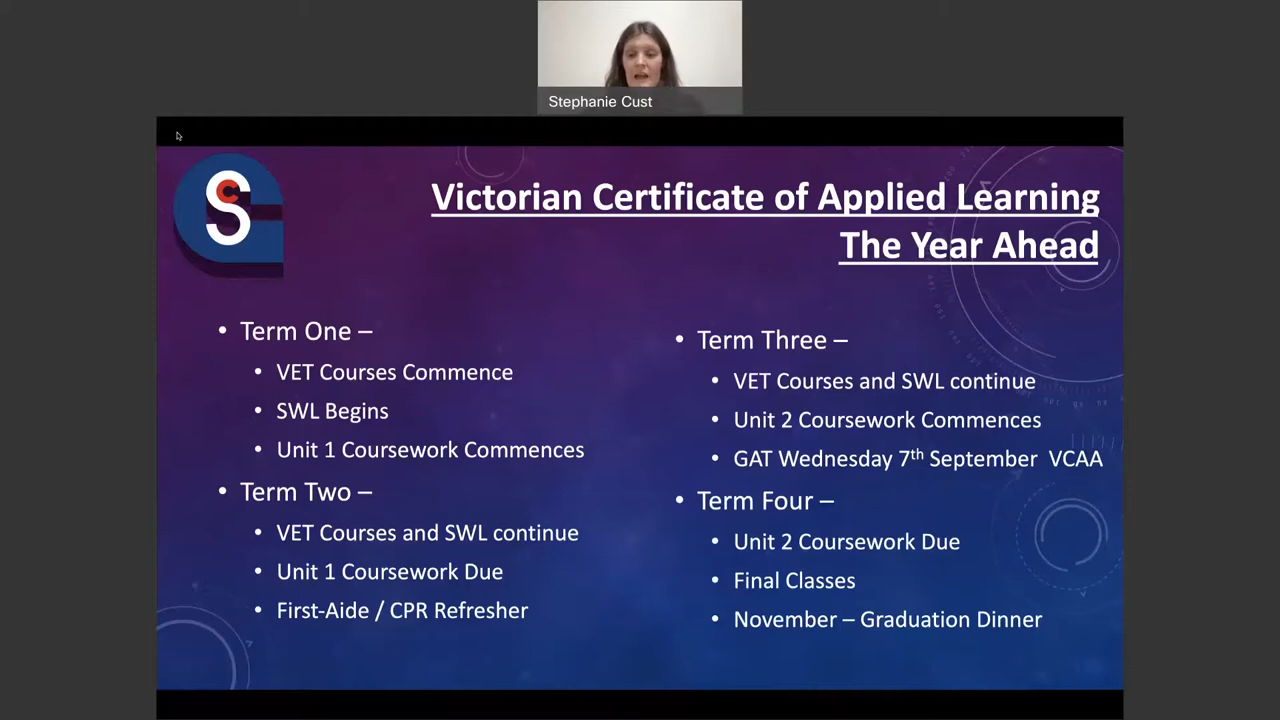 Stephanie Cust
SC
Victorian Certificate of Applied Learning
The Year Ahead
• Term One –
• VET Courses Commence
• SWL Begins
• Unit 1 Coursework Commences
• Term Two –
• VET Courses and SWL continue
• Unit 1 Coursework Due
• First-Aide / CPR Refresher
• Term Three –
• VET Courses and SWL continue
• Unit 2 Coursework Commences
• GAT Wednesday 7th September VCAA
• Term Four –
• Unit 2 Coursework Due
• Final Classes
• November – Graduation Dinner